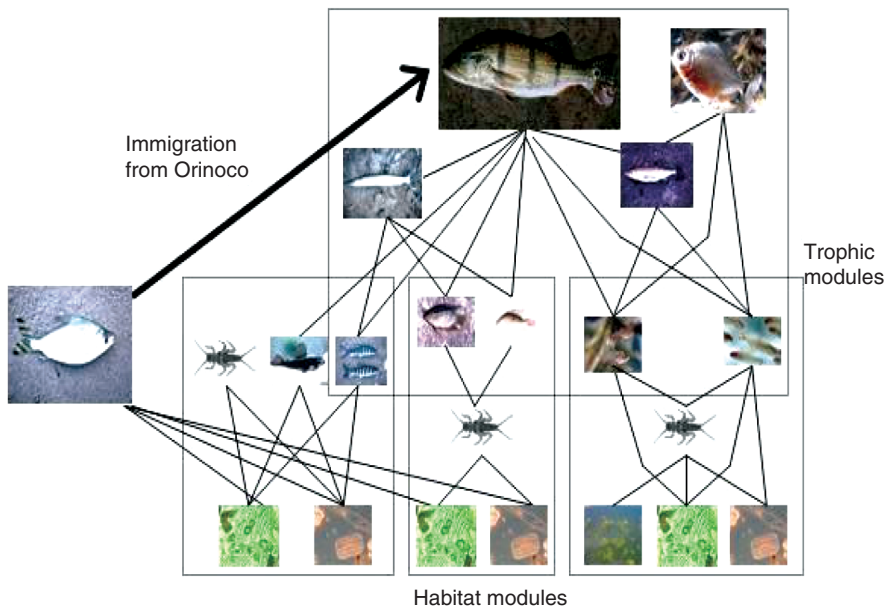 Immigration
from Orinoco
Trophic
modules
Habitat modules